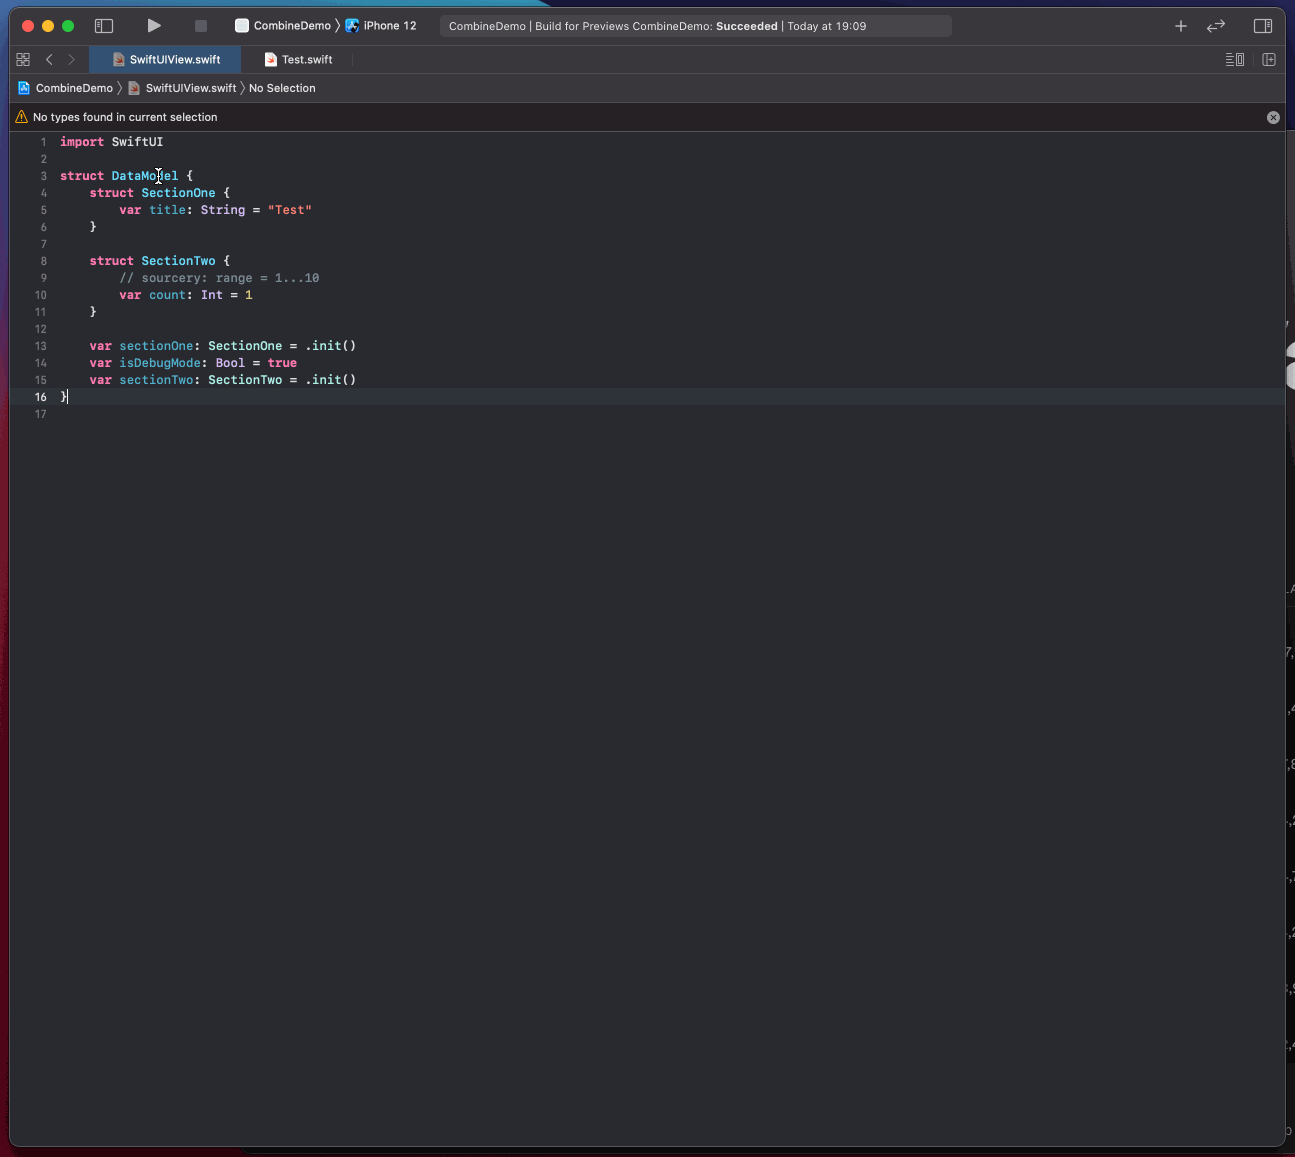 CombineDemo 〉 iPhone 12
CombineDemo | Build for Previews CombineDemo: Succeeded | Today at 19:09
SwiftUIView.swift
Test.swift
CombineDemo 〉 SwiftUIView.swift 〉 No Selection
No types found in current selection
1 import SwiftUI
2
3 struct DataModel {
4     struct SectionOne {
5         var title: String = "Test"
6     }
7
8     struct SectionTwo {
9         // sourcery: range = 1...10
10         var count: Int = 1
11     }
12
13     var sectionOne: SectionOne = .init()
14     var isDebugMode: Bool = true
15     var sectionTwo: SectionTwo = .init()
16 }
17